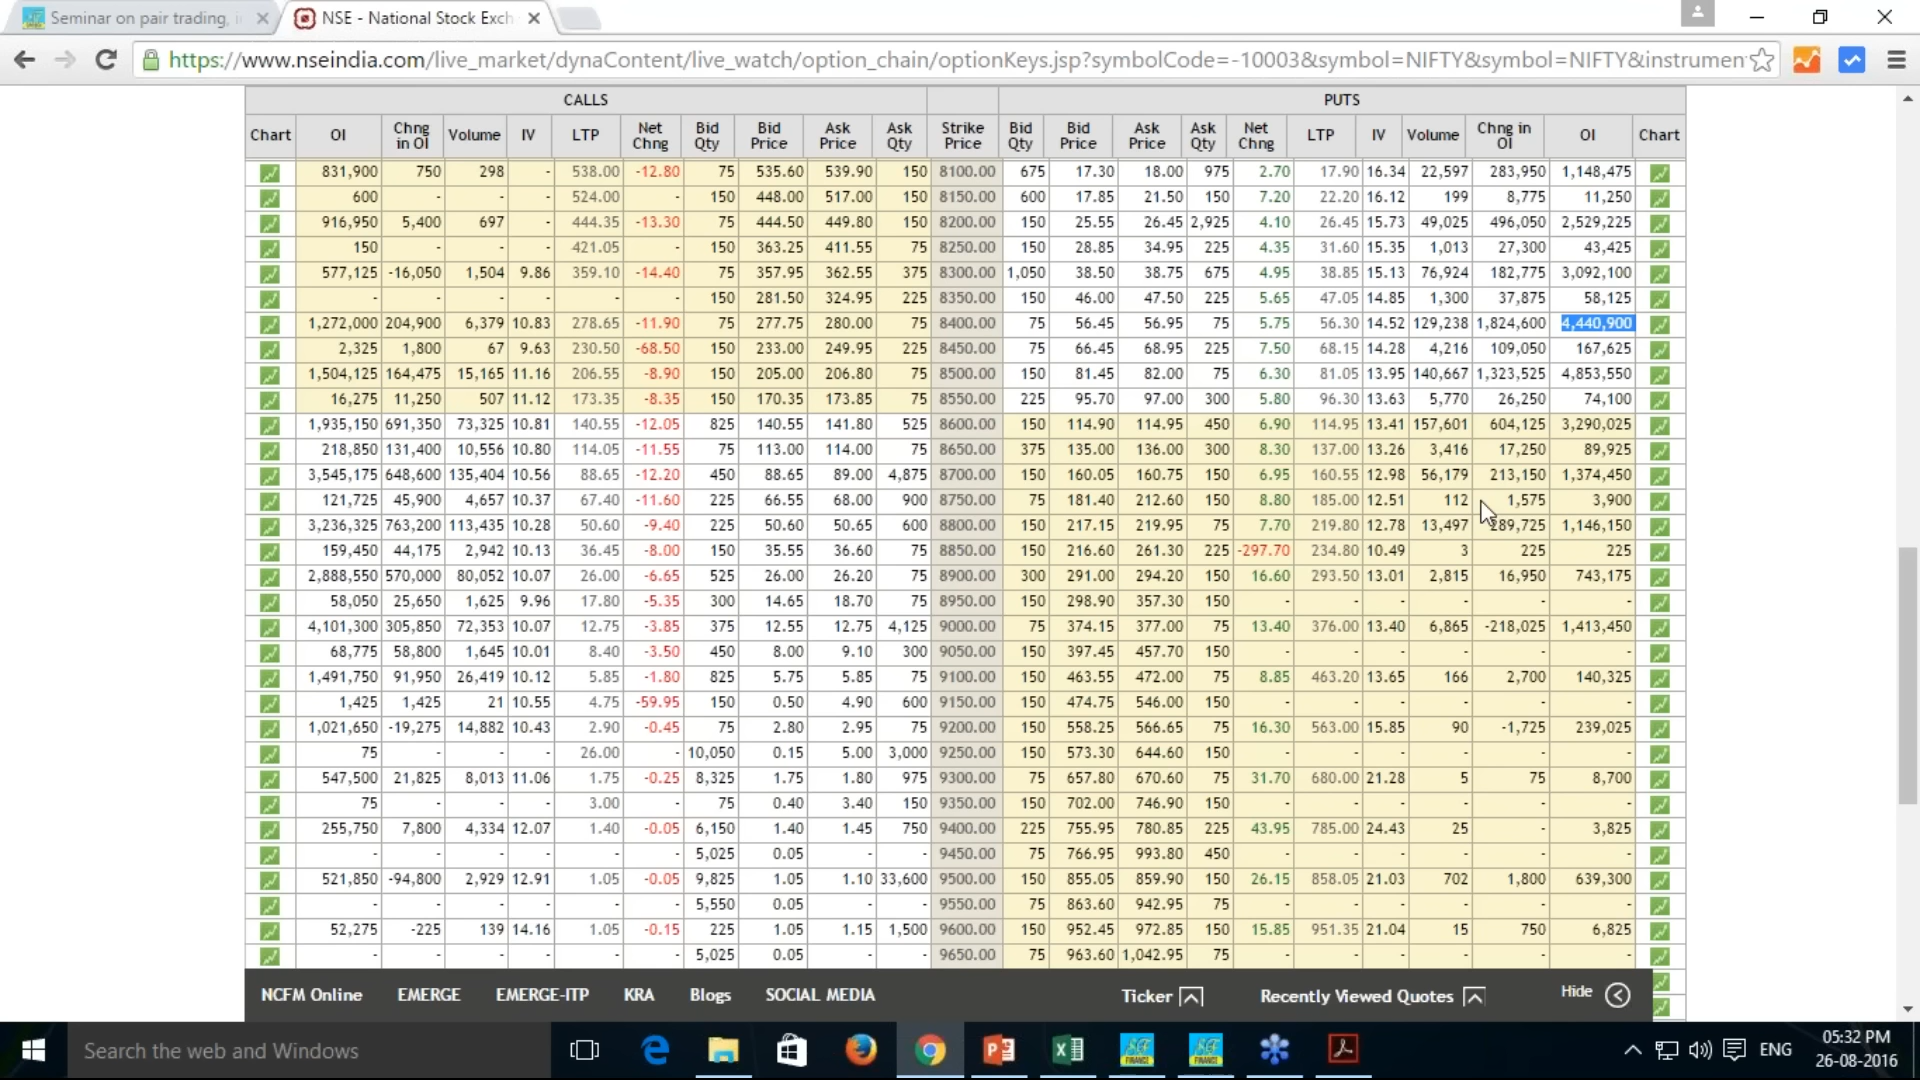 Seminar on pair trading, i
NSE - National Stock Exch
https://www.nseindia.com/live_market/dynaContent/live_watch/option_chain/optionKeys.jsp?symbolCode=-10003&symbol=NIFTY&symbol=NIFTY&instrumen
CALLS PUTS
Chart OI Chng in OI Volume IV LTP Net Chng Bid Qty Bid Price Ask Price Ask Qty Strike Price Bid Qty Bid Price Ask Price Ask Qty Net Chng LTP IV Volume Chng in OI OI Chart
831,900 750 298 - 538.00 -12.80 75 535.60 539.90 150 8100.00 675 17.30 18.00 975 2.70 17.90 16.34 22,597 283,950 1,148,475
600 - - - 524.00 - 150 448.00 517.00 150 8150.00 600 17.85 21.50 150 7.20 22.20 16.12 199 8,775 11,250
916,950 5,400 697 - 444.35 -13.30 75 444.50 449.80 150 8200.00 150 25.55 26.45 2,925 4.10 26.45 15.73 49,025 496,050 2,529,225
150 - - - 421.05 - 150 363.25 411.55 75 8250.00 150 28.85 34.95 225 4.35 31.60 15.35 1,013 27,300 43,425
577,125 -16,050 1,504 9.86 359.10 -14.40 75 357.95 362.55 375 8300.00 1,050 38.50 38.75 675 4.95 38.85 15.13 76,924 182,775 3,092,100
- - - - - - 150 281.50 324.95 225 8350.00 150 46.00 47.50 225 5.65 47.05 14.85 1,300 37,875 58,125
1,272,000 204,900 6,379 10.83 278.65 -11.90 75 277.75 280.00 75 8400.00 75 56.45 56.95 75 5.75 56.30 14.52 129,238 1,824,600 4,440,900
2,325 1,800 67 9.63 230.50 -68.50 150 233.00 249.95 225 8450.00 75 66.45 68.95 225 7.50 68.15 14.28 4,216 109,050 167,625
1,504,125 164,475 15,165 11.16 206.55 -8.90 150 205.00 206.80 75 8500.00 150 81.45 82.00 75 6.30 81.05 13.95 140,667 1,323,525 4,853,550
16,275 11,250 507 11.12 173.35 -8.35 150 170.35 173.85 75 8550.00 225 95.70 97.00 300 5.80 96.30 13.63 5,770 26,250 74,100
1,935,150 691,350 73,325 10.81 140.55 -12.05 825 140.55 141.80 525 8600.00 150 114.90 114.95 450 6.90 114.95 13.41 157,601 604,125 3,290,025
218,850 131,400 10,556 10.80 114.05 -11.55 75 113.00 114.00 75 8650.00 375 135.00 136.00 300 8.30 137.00 13.26 3,416 17,250 89,925
3,545,175 648,600 135,404 10.56 88.65 -12.20 450 88.65 89.00 4,875 8700.00 150 160.05 160.75 150 6.95 160.55 12.98 56,179 213,150 1,374,450
121,725 45,900 4,657 10.37 67.40 -11.60 225 66.55 68.00 900 8750.00 75 181.40 212.60 150 8.80 185.00 12.51 112 1,575 3,900
3,236,325 763,200 113,435 10.28 50.60 -9.40 225 50.60 50.65 600 8800.00 150 217.15 219.95 75 7.70 219.80 12.78 13,497 289,725 1,146,150
159,450 44,175 2,942 10.13 36.45 -8.00 150 35.55 36.60 75 8850.00 150 216.60 261.30 225 -297.70 234.80 10.49 3 225 225
2,888,550 570,000 80,052 10.07 26.00 -6.65 525 26.00 26.20 75 8900.00 300 291.00 294.20 150 16.60 293.50 13.01 2,815 16,950 743,175
58,050 25,650 1,625 9.96 17.80 -5.35 300 14.65 18.70 75 8950.00 150 298.90 357.30 150 - - - - - -
4,101,300 305,850 72,353 10.07 12.75 -3.85 375 12.55 12.75 4,125 9000.00 75 374.15 377.00 75 13.40 376.00 13.40 6,865 -218,025 1,413,450
68,775 58,800 1,645 10.01 8.40 -3.50 450 8.00 9.10 300 9050.00 150 397.45 457.70 150 - - - - - -
1,491,750 91,950 26,419 10.12 5.85 -1.80 825 5.75 5.85 75 9100.00 150 463.55 472.00 75 8.85 463.20 13.65 166 2,700 140,325
1,425 1,425 21 10.55 4.75 -59.95 150 0.50 4.90 600 9150.00 150 474.75 546.00 150 - - - - - -
1,021,650 -19,275 14,882 10.43 2.90 -0.45 75 2.80 2.95 75 9200.00 150 558.25 566.65 75 16.30 563.00 15.85 90 -1,725 239,025
75 - - - 26.00 - 10,050 0.15 5.00 3,000 9250.00 150 573.30 644.60 150 - - - - - -
547,500 21,825 8,013 11.06 1.75 -0.25 8,325 1.75 1.80 975 9300.00 75 657.80 670.60 75 31.70 680.00 21.28 5 75 8,700
75 - - - 3.00 - 75 0.40 3.40 150 9350.00 150 702.00 746.90 150 - - - - - -
255,750 7,800 4,334 12.07 1.40 -0.05 6,150 1.40 1.45 750 9400.00 225 755.95 780.85 225 43.95 785.00 24.43 25 - 3,825
- - - - - - 5,025 0.05 - - 9450.00 75 766.95 993.80 450 - - - - - -
521,850 -94,800 2,929 12.91 1.05 -0.05 9,825 1.05 1.10 33,600 9500.00 150 855.05 859.90 150 26.15 858.05 21.03 702 1,800 639,300
- - - - - - 5,550 0.05 - - 9550.00 75 863.60 942.95 75 - - - - - -
52,275 -225 139 14.16 1.05 -0.15 225 1.05 1.15 1,500 9600.00 150 952.45 972.85 150 15.85 951.35 21.04 15 750 6,825
- - - - - - 5,025 0.05 - - 9650.00 75 963.60 1,042.95 75 - - - - - -
NCFM Online EMERGE EMERGE-ITP KRA Blogs SOCIAL MEDIA Ticker Recently Viewed Quotes Hide
Search the web and Windows
ENG
05:32 PM
26-08-2016